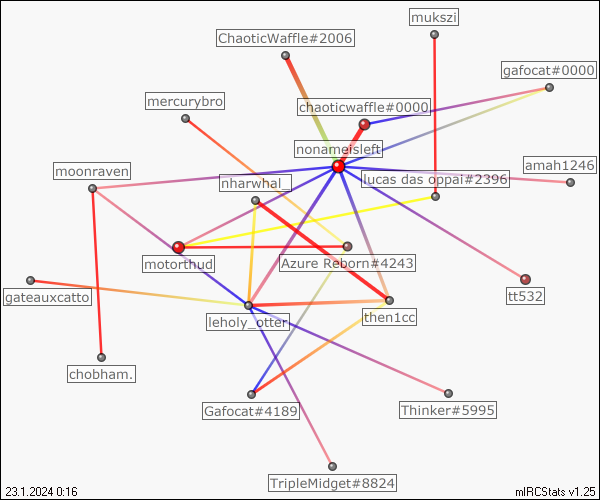 mukszi
ChaoticWaffle#2006
gafocat#0000
mercurybro
chaoticwaffle#0000
nonameisleft
amah1246
moonraven
lucas das oppai#2396
nharwhal_
motorthud
Azure Reborn#4243
gateauxcatto
tt532
leholy_otter
then1cc
chobham.
Gafocat#4189
Thinker#5995
TripleMidget#8824
23.1.2024 0:16
mIRCStats v1.25